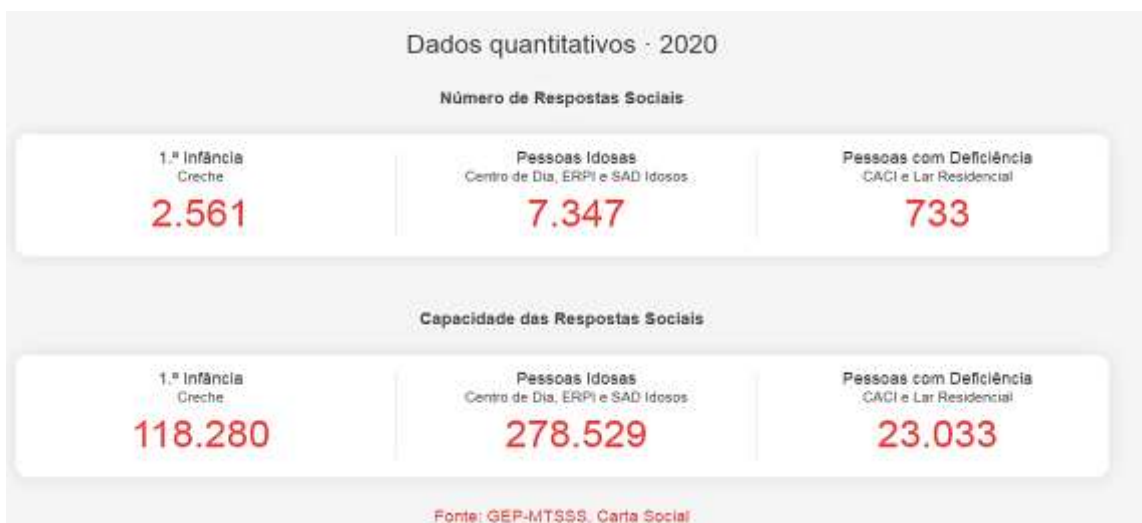 Dados quantitativos · 2020
Número de Respostas Sociais
1.ª Infância
Creche
2.561
Pessoas Idosas
Centro de Dia, ERPI e SAD Idosos
7.347
Pessoas com Deficiência
CACI e Lar Residencial
733
Capacidade das Respostas Sociais
1.ª Infância
Creche
118.280
Pessoas Idosas
Centro de Dia, ERPI e SAD Idosos
278.529
Pessoas com Deficiência
CACI e Lar Residencial
23.033
Fonte: GEP-MTSSS, Carta Social